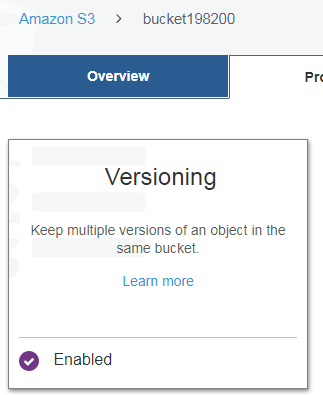 Amazon S3 > bucket198200
Overview
Versioning
Keep multiple versions of an object in the
same bucket.
Learn more
Enabled